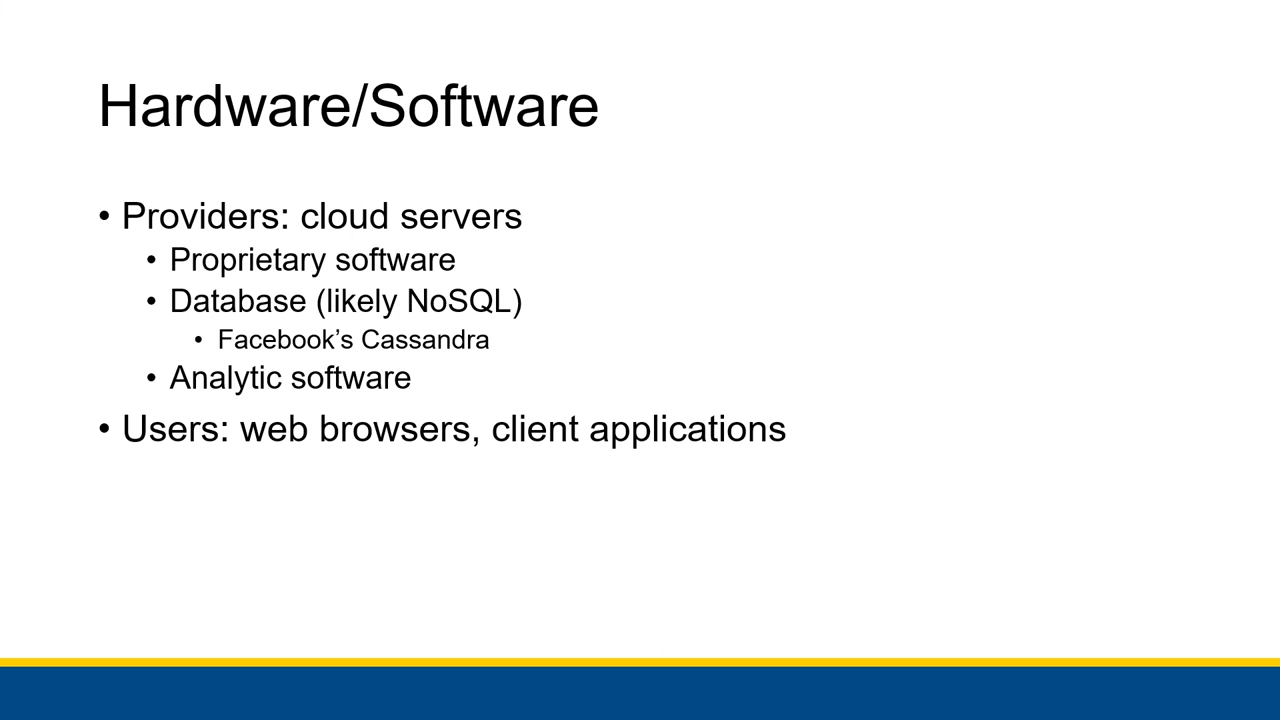 Hardware/Software
• Providers: cloud servers
• Proprietary software
• Database (likely NoSQL)
• Facebook’s Cassandra
• Analytic software
• Users: web browsers, client applications